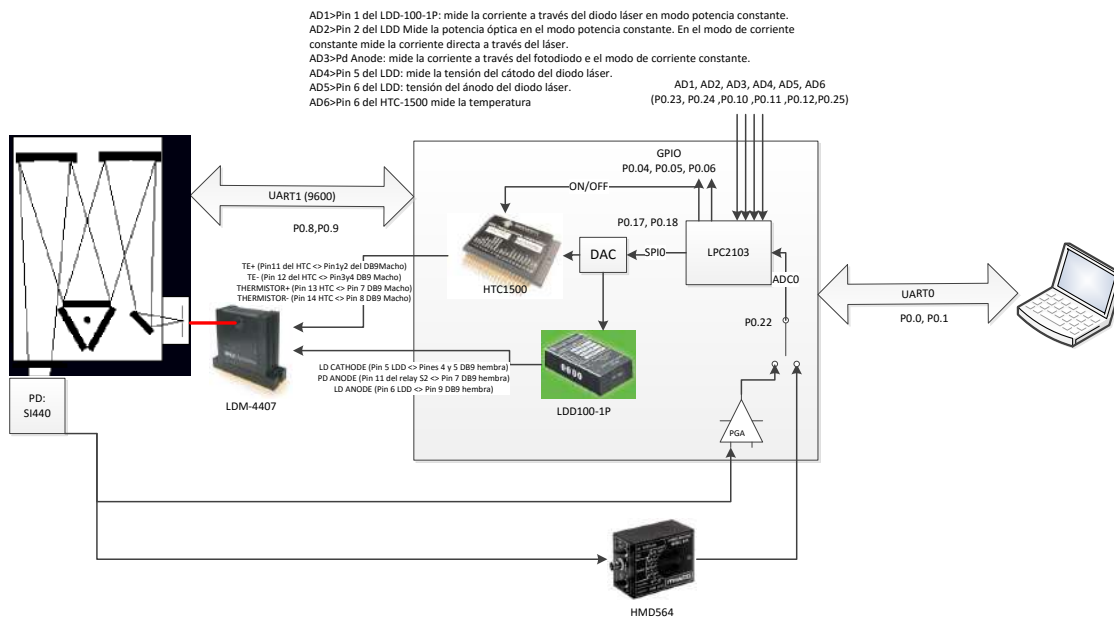 AD1>Pin 1 del LDD-100-1P: mide la corriente a través del diodo láser en modo potencia constante.
AD2>Pin 2 del LDD Mide la potencia óptica en el modo potencia constante. En el modo de corriente
constante mide la corriente directa a través del láser.
AD3>Pd Anode: mide la corriente a través del fotodiodo e el modo de corriente constante.
AD4>Pin 5 del LDD: mide la tensión del cátodo del diodo láser.
AD5>Pin 6 del LDD: tensión del ánodo del diodo láser.
AD6>Pin 6 del HTC-1500 mide la temperatura
AD1, AD2, AD3, AD4, AD5, AD6
(P0.23, P0.24 ,P0.10 ,P0.11 ,P0.12,P0.25)
GPIO
P0.04, P0.05, P0.06
ON/OFF
UART1 (9600)
P0.8,P0.9
P0.17, P0.18
DAC
SPI0
LPC2103
ADC0
HTC1500
TE+ (Pin11 del HTC <> Pin1y2 del DB9Macho)
TE- (Pin 12 del HTC <> Pin3y4 DB9 Macho)
THERMISTOR+ (Pin 13 HTC <> Pin 7 DB9 Macho)
THERMISTOR- (Pin 14 HTC <> Pin 8 DB9 Macho)
UART0
P0.0, P0.1
P0.22
LD CATHODE (Pin 5 LDD <> Pines 4 y 5 DB9 hembra)
PD ANODE (Pin 11 del relay S2 <> Pin 7 DB9 hembra)
LD ANODE (Pin 6 LDD <> Pin 9 DB9 hembra)
LDM-4407
LDD100-1P
PD:
SI440
PGA
HMD564